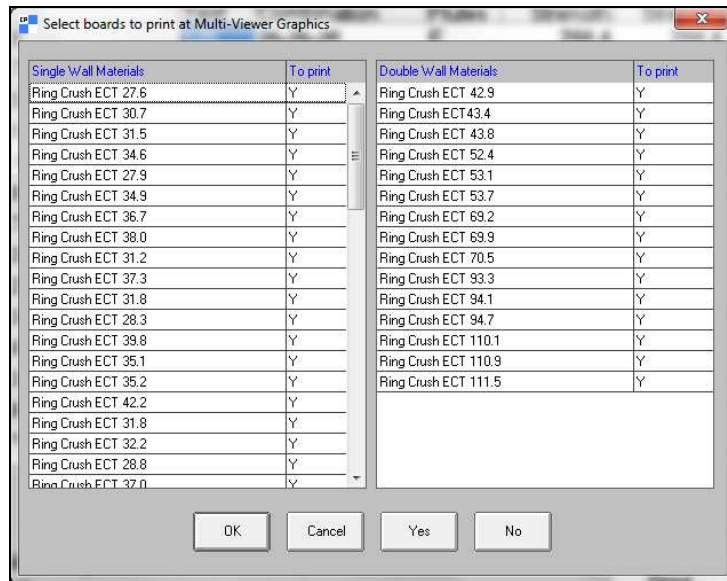 Select boards to print at Multi-Viewer Graphics
Single Wall Materials To print
Ring Crush ECT 27.6 Y
Ring Crush ECT 30.7 Y
Ring Crush ECT 31.5 Y
Ring Crush ECT 34.6 Y
Ring Crush ECT 27.9 Y
Ring Crush ECT 34.9 Y
Ring Crush ECT 36.7 Y
Ring Crush ECT 38.0 Y
Ring Crush ECT 31.2 Y
Ring Crush ECT 37.3 Y
Ring Crush ECT 31.8 Y
Ring Crush ECT 28.3 Y
Ring Crush ECT 39.8 Y
Ring Crush ECT 35.1 Y
Ring Crush ECT 35.2 Y
Ring Crush ECT 42.2 Y
Ring Crush ECT 31.8 Y
Ring Crush ECT 32.2 Y
Ring Crush ECT 28.8 Y
Ring Crush ECT 37.0 Y
Double Wall Materials To print
Ring Crush ECT 42.9 Y
Ring Crush ECT43.4 Y
Ring Crush ECT 43.8 Y
Ring Crush ECT 52.4 Y
Ring Crush ECT 53.1 Y
Ring Crush ECT 53.7 Y
Ring Crush ECT 69.2 Y
Ring Crush ECT 69.9 Y
Ring Crush ECT 70.5 Y
Ring Crush ECT 93.3 Y
Ring Crush ECT 94.1 Y
Ring Crush ECT 94.7 Y
Ring Crush ECT 110.1 Y
Ring Crush ECT 110.9 Y
Ring Crush ECT 111.5 Y
OK Cancel Yes No